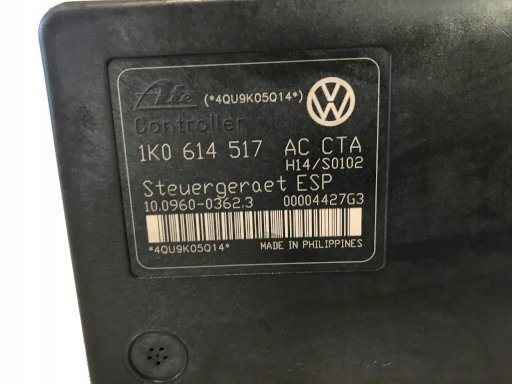 Ate (*4QU9K05Q14*)
Controller
1K0 614 517 AC CTA
H14/S0102
Steuergeraet ESP
10.0960-0362.3 00004427G3
*4QU9K05Q14* MADE IN PHILIPPINES